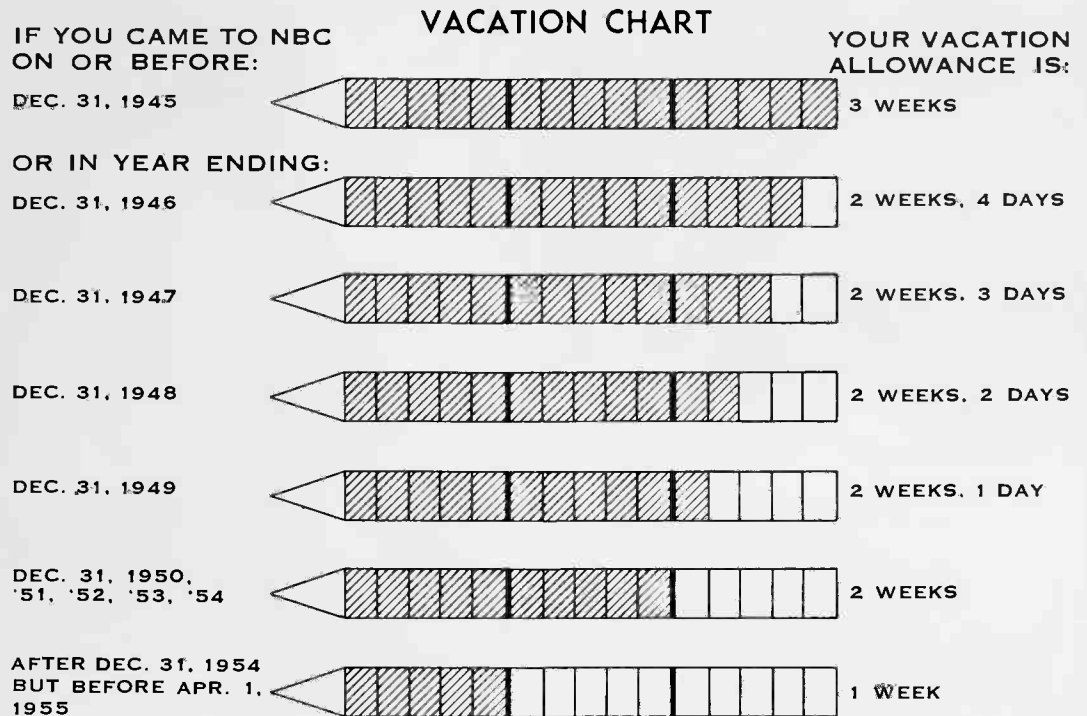 VACATION CHART
IF YOU CAME TO NBC
ON OR BEFORE:
YOUR VACATION
ALLOWANCE IS:
DEC. 31, 1945
3 WEEKS
OR IN YEAR ENDING:
DEC. 31, 1946
2 WEEKS, 4 DAYS
DEC. 31, 1947
2 WEEKS. 3 DAYS
DEC. 31, 1948
2 WEEKS. 2 DAYS
DEC. 31, 1949
2 WEEKS. 1 DAY
DEC. 31, 1950,
'51, '52, '53, '54
2 WEEKS
AFTER DEC. 31, 1954
BUT BEFORE APR. 1,
1955
1 WEEK